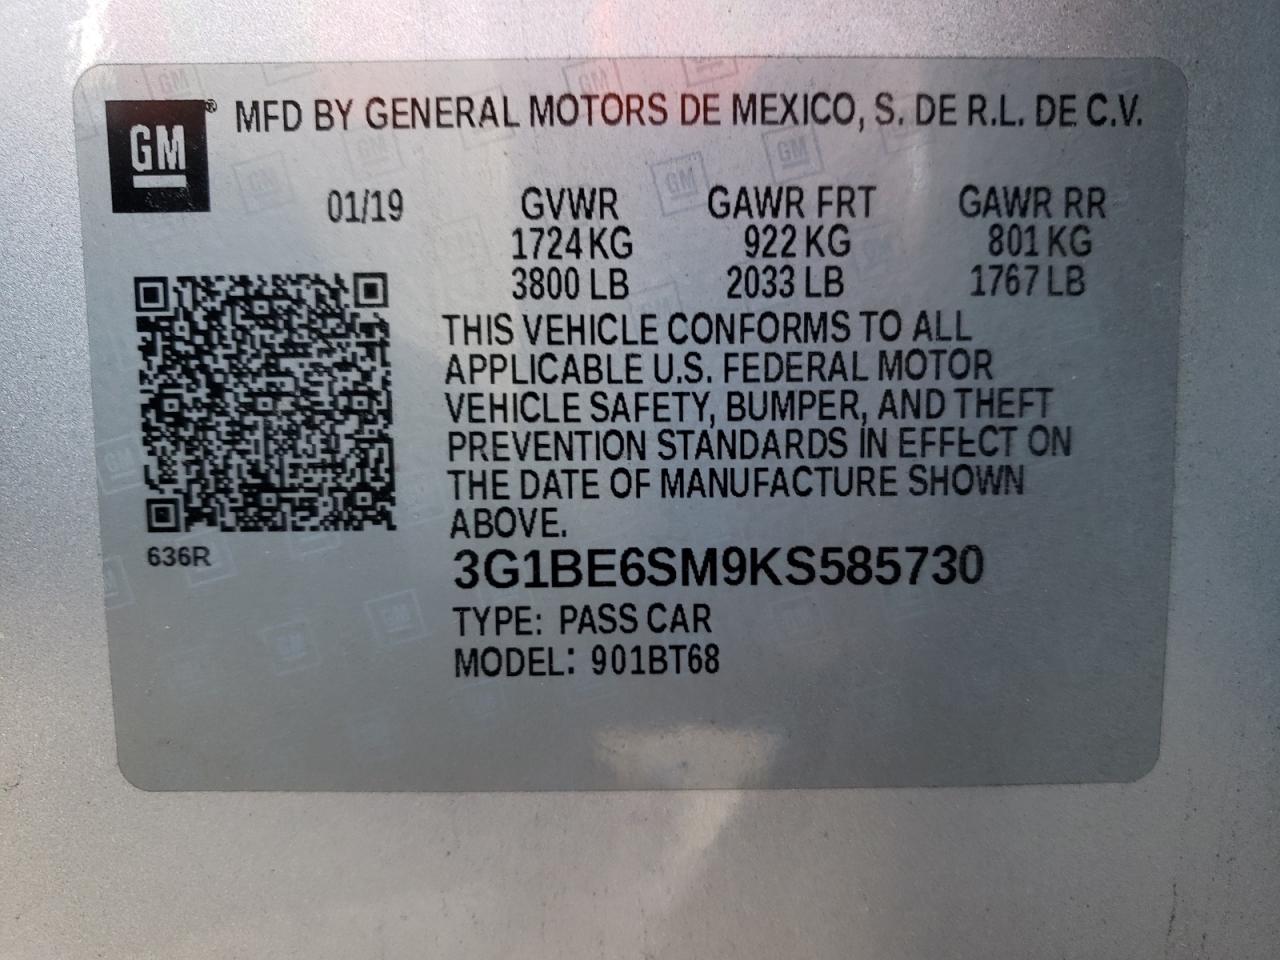 GM® MFD BY GENERAL MOTORS DE MEXICO, S. DE R.L. DE C.V.
01/19 GVWR GAWR FRT GAWR RR
1724 KG 922 KG 801 KG
3800 LB 2033 LB 1767 LB
THIS VEHICLE CONFORMS TO ALL
APPLICABLE U.S. FEDERAL MOTOR
VEHICLE SAFETY, BUMPER, AND THEFT
PREVENTION STANDARDS IN EFFECT ON
THE DATE OF MANUFACTURE SHOWN
ABOVE.
636R
3G1BE6SM9KS585730
TYPE: PASS CAR
MODEL: 901BT68